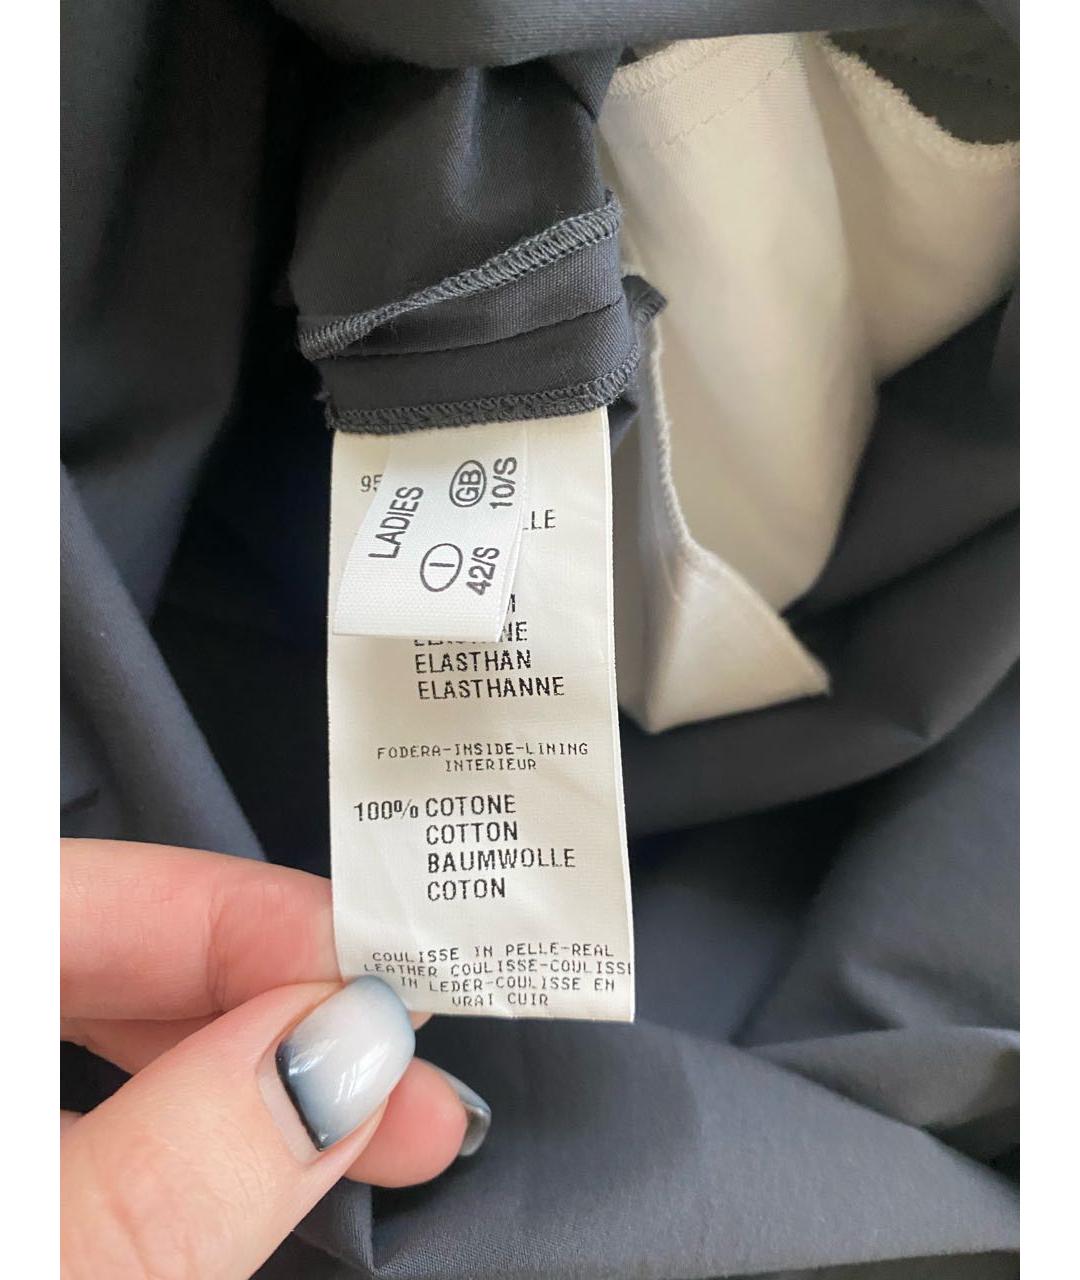 LADIES
I GB
42/S 10/S
ELASTHAN
ELASTHANNE
FODERA-INSIDE-LINING
INTERIEUR
100% COTONE
COTTON
BAUMWOLLE
COTON
COULISSE IN PELLE-REAL
LEATHER COULISSE-COULISSI
IN LEDER-COULISSE EN
VRAI CUIR